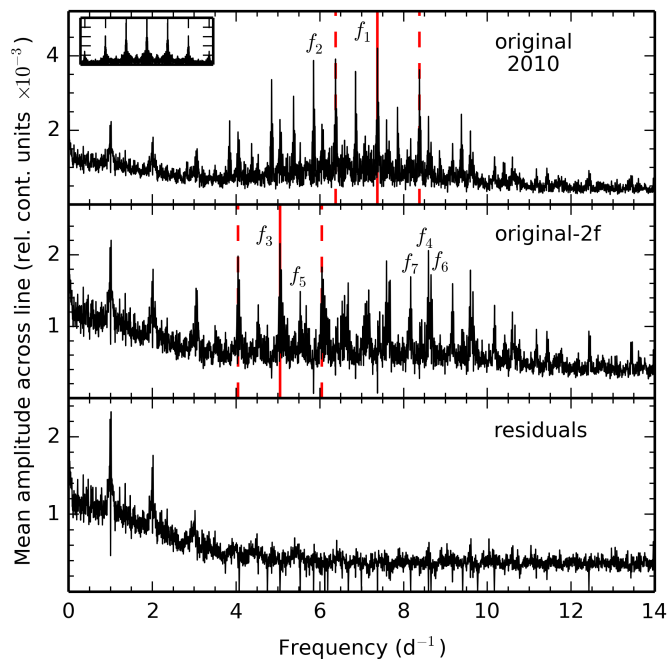 Mean amplitude across line (rel. cont. units ×10⁻³)
original
2010
f₁
f₂
4
2
original-2f
f₃
f₄
f₅
f₆
f₇
2
1
residuals
2
1
0 2 4 6 8 10 12 14
Frequency (d⁻¹)